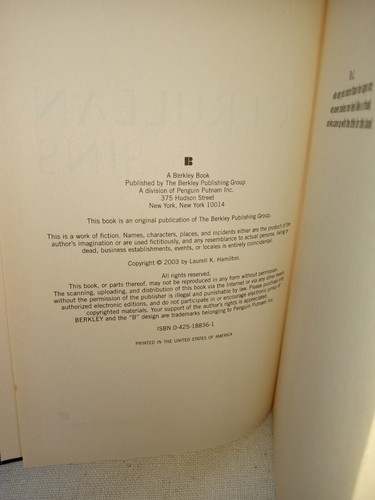 B
A Berkley Book
Published by The Berkley Publishing Group
A division of Penguin Putnam Inc.
375 Hudson Street
New York, New York 10014
This book is an original publication of The Berkley Publishing Group.
This is a work of fiction. Names, characters, places, and incidents either are the product of the
author's imagination or are used fictitiously, and any resemblance to actual persons, living or
dead, business establishments, events, or locales is entirely coincidental.
Copyright © 2003 by Laurell K. Hamilton.
All rights reserved.
This book, or parts thereof, may not be reproduced in any form without permission.
The scanning, uploading, and distribution of this book via the Internet or via any other means
without the permission of the publisher is illegal and punishable by law. Please purchase only
authorized electronic editions, and do not participate in or encourage electronic piracy of
copyrighted materials. Your support of the author's rights is appreciated.
BERKLEY and the "B" design are trademarks belonging to Penguin Putnam Inc.
ISBN 0-425-18836-1
PRINTED IN THE UNITED STATES OF AMERICA